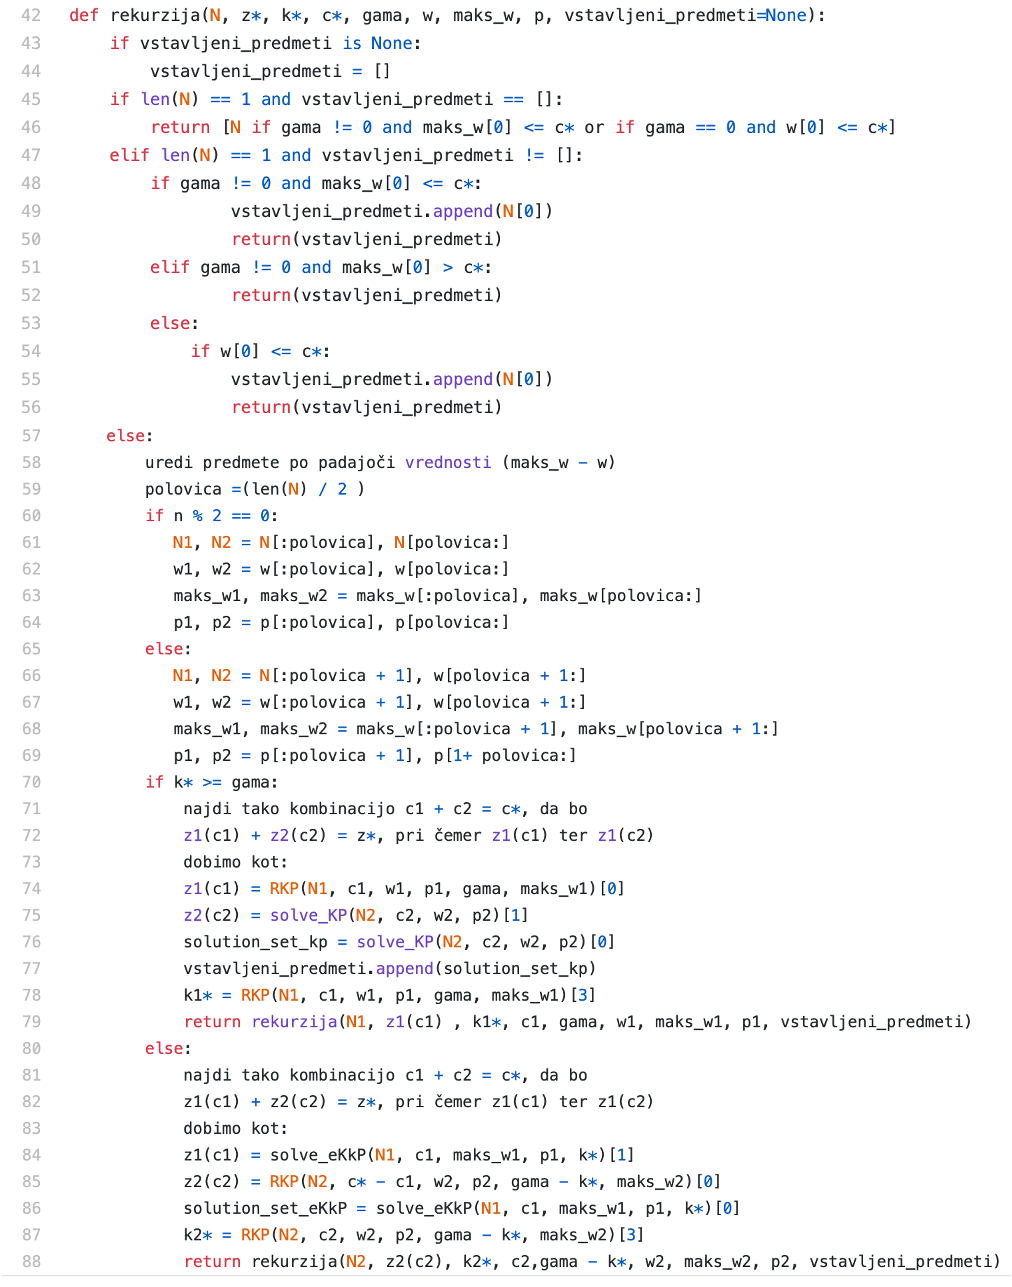 42 def rekurzija(N, z*, k*, c*, gama, w, maks_w, p, vstavljeni_predmeti=None):
43     if vstavljeni_predmeti is None:
44         vstavljeni_predmeti = []
45     if len(N) == 1 and vstavljeni_predmeti == []:
46         return [N if gama != 0 and maks_w[0] <= c* or if gama == 0 and w[0] <= c*]
47     elif len(N) == 1 and vstavljeni_predmeti != []:
48         if gama != 0 and maks_w[0] <= c*:
49                 vstavljeni_predmeti.append(N[0])
50                 return(vstavljeni_predmeti)
51         elif gama != 0 and maks_w[0] > c*:
52                 return(vstavljeni_predmeti)
53         else:
54             if w[0] <= c*:
55                 vstavljeni_predmeti.append(N[0])
56                 return(vstavljeni_predmeti)
57     else:
58         uredi predmete po padajoči vrednosti (maks_w - w)
59         polovica =(len(N) / 2 )
60         if n % 2 == 0:
61            N1, N2 = N[:polovica], N[polovica:]
62            w1, w2 = w[:polovica], w[polovica:]
63            maks_w1, maks_w2 = maks_w[:polovica], maks_w[polovica:]
64            p1, p2 = p[:polovica], p[polovica:]
65         else:
66            N1, N2 = N[:polovica + 1], w[polovica + 1:]
67            w1, w2 = w[:polovica + 1], w[polovica + 1:]
68            maks_w1, maks_w2 = maks_w[:polovica + 1], maks_w[polovica + 1:]
69            p1, p2 = p[:polovica + 1], p[1+ polovica:]
70         if k* >= gama:
71             najdi tako kombinacijo c1 + c2 = c*, da bo
72             z1(c1) + z2(c2) = z*, pri čemer z1(c1) ter z1(c2)
73             dobimo kot:
74             z1(c1) = RKP(N1, c1, w1, p1, gama, maks_w1)[0]
75             z2(c2) = solve_KP(N2, c2, w2, p2)[1]
76             solution_set_kp = solve_KP(N2, c2, w2, p2)[0]
77             vstavljeni_predmeti.append(solution_set_kp)
78             k1* = RKP(N1, c1, w1, p1, gama, maks_w1)[3]
79             return rekurzija(N1, z1(c1) , k1*, c1, gama, w1, maks_w1, p1, vstavljeni_predmeti)
80         else:
81             najdi tako kombinacijo c1 + c2 = c*, da bo
82             z1(c1) + z2(c2) = z*, pri čemer z1(c1) ter z1(c2)
83             dobimo kot:
84             z1(c1) = solve_eKkP(N1, c1, maks_w1, p1, k*)[1]
85             z2(c2) = RKP(N2, c* - c1, w2, p2, gama - k*, maks_w2)[0]
86             solution_set_eKkP = solve_eKkP(N1, c1, maks_w1, p1, k*)[0]
87             k2* = RKP(N2, c2, w2, p2, gama - k*, maks_w2)[3]
88             return rekurzija(N2, z2(c2), k2*, c2,gama - k*, w2, maks_w2, p2, vstavljeni_predmeti)